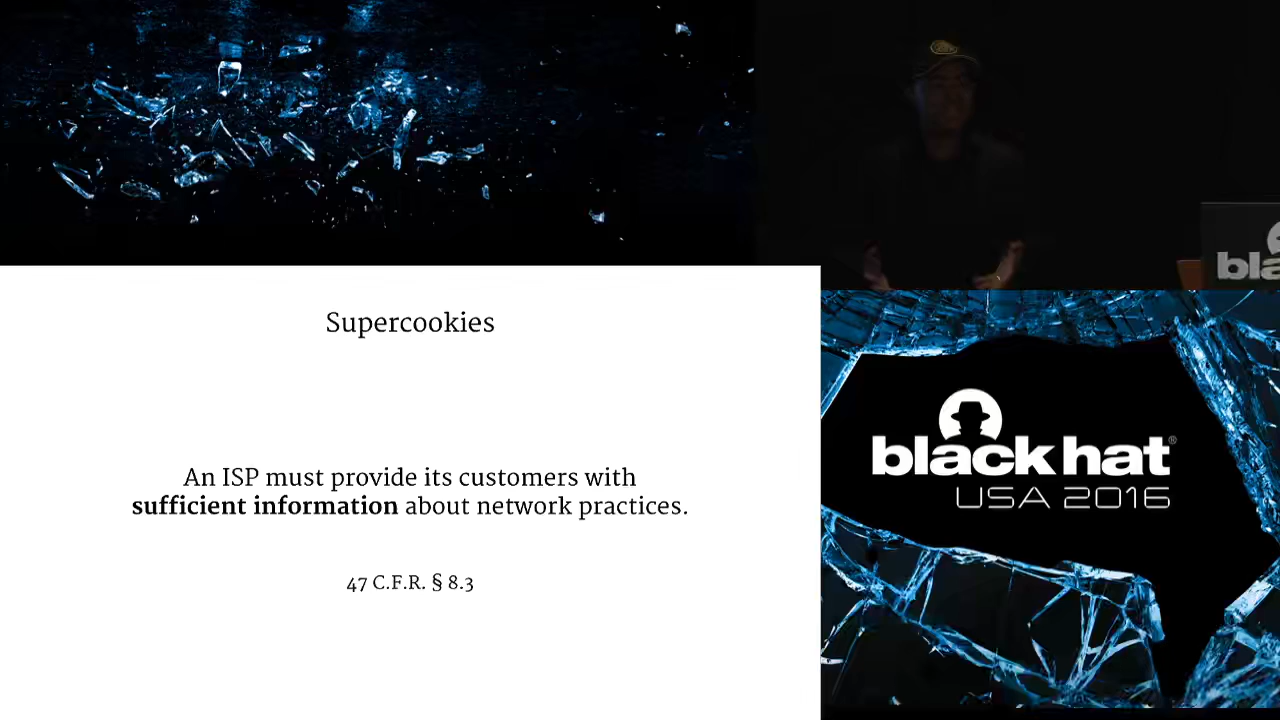 bla
Supercookies
An ISP must provide its customers with
sufficient information about network practices.
47 C.F.R. § 8.3
black hat®
USA 2016